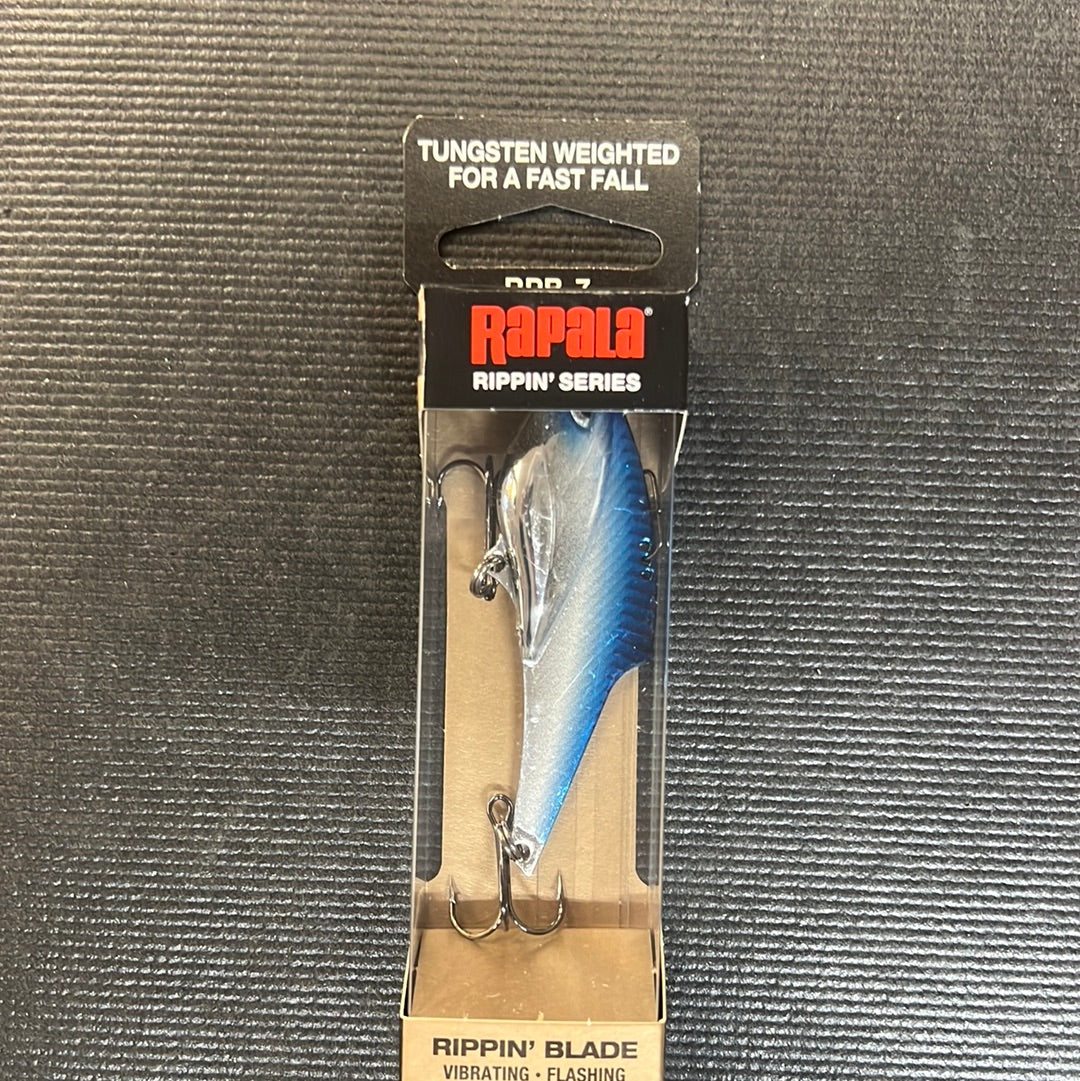 TUNGSTEN WEIGHTED
FOR A FAST FALL
RAPALA®
RIPPIN' SERIES
RIPPIN' BLADE
VIBRATING • FLASHING